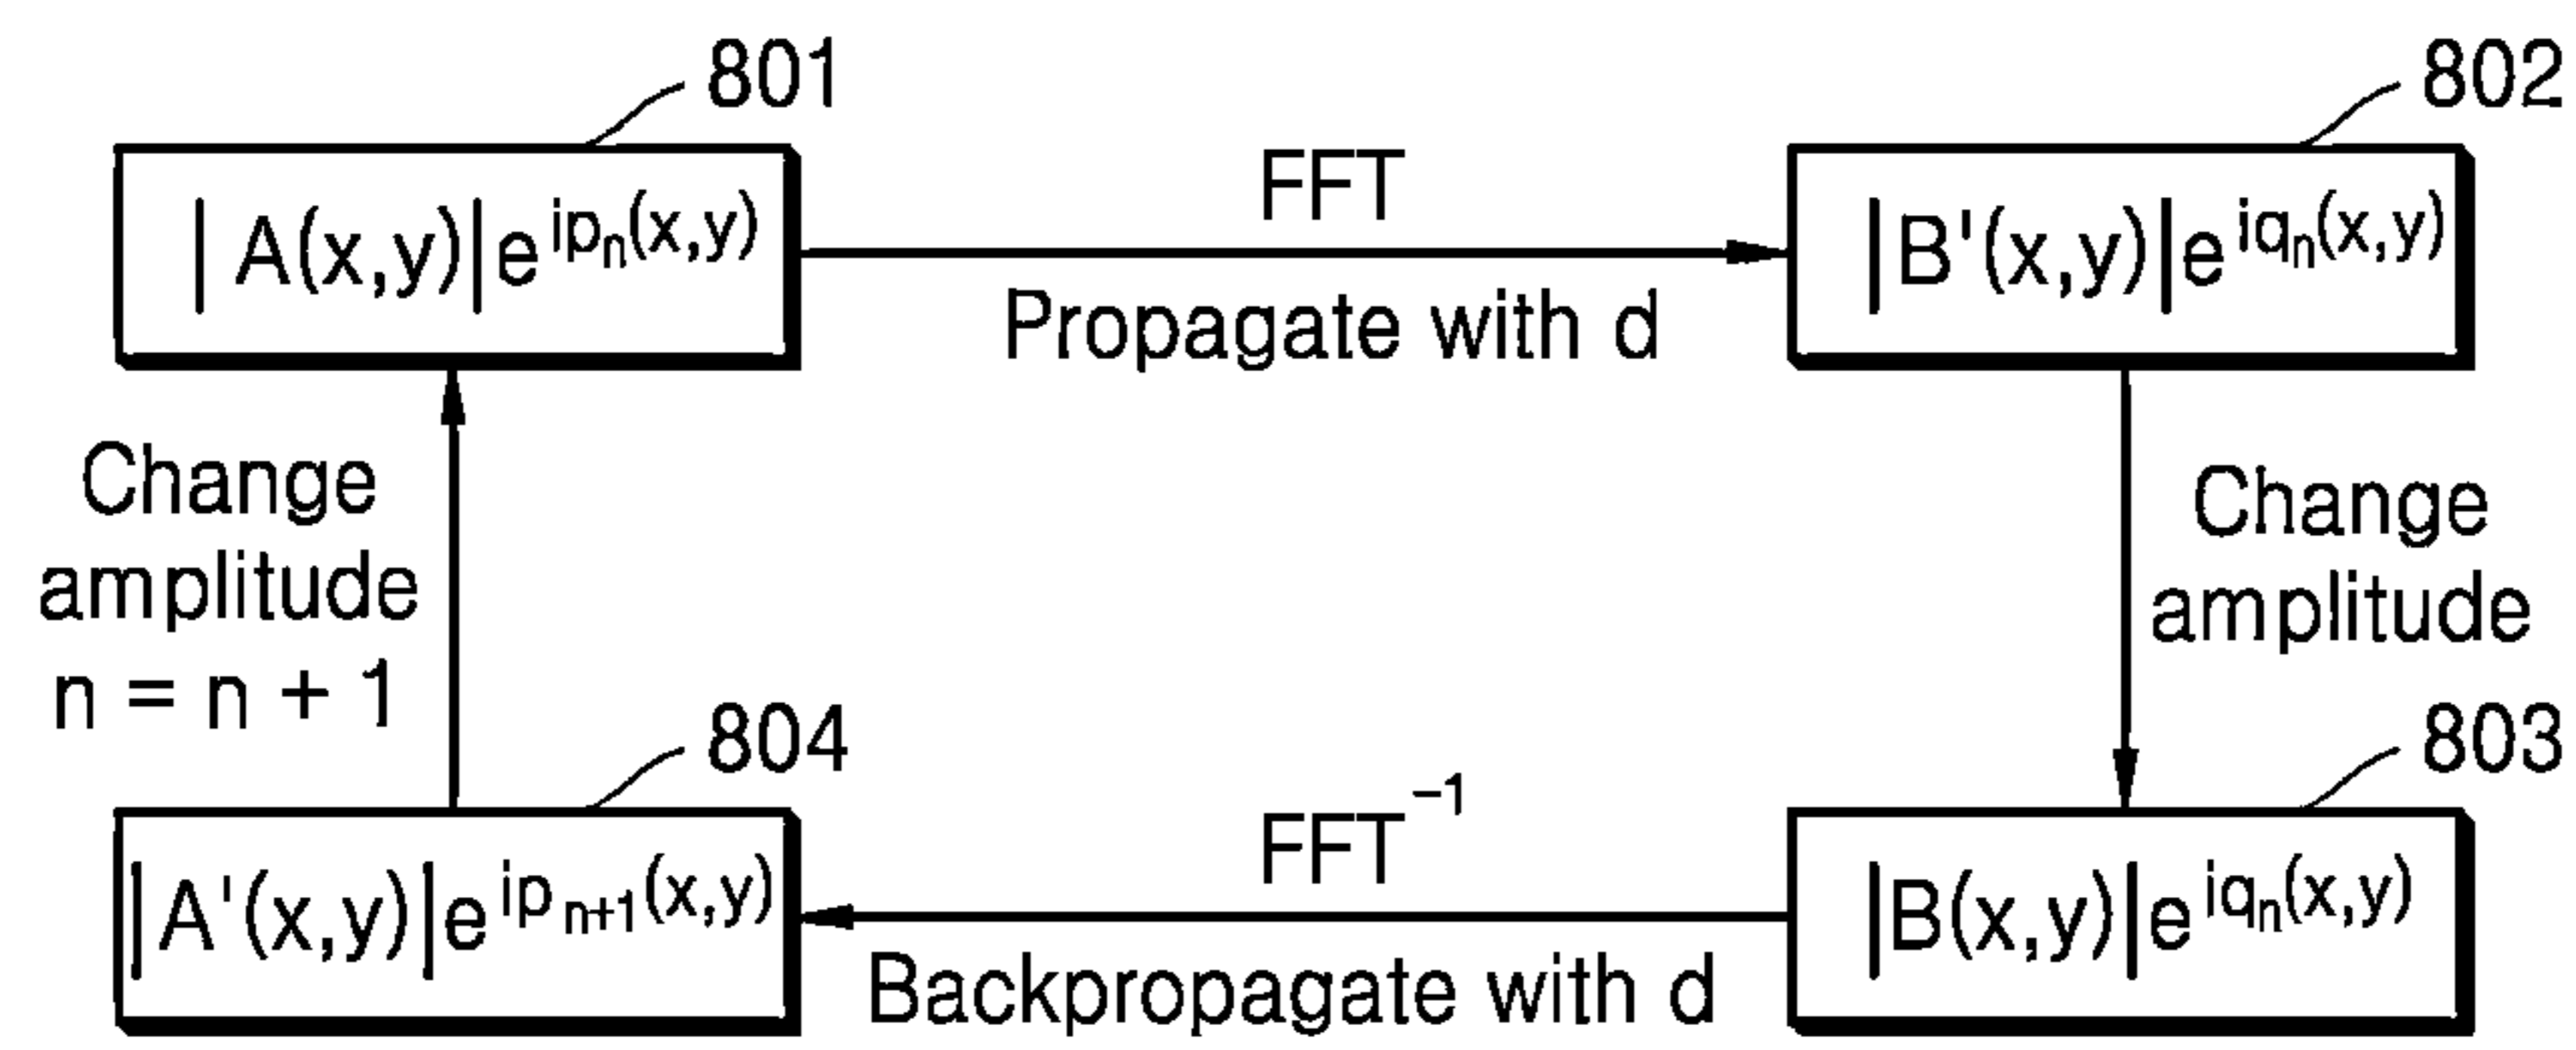 801
802
|A(x,y)|e^{ip_n(x,y)}
FFT
Propagate with d
|B'(x,y)|e^{iq_n(x,y)}
Change
amplitude
n = n + 1
Change
amplitude
804
803
|A'(x,y)|e^{ip_{n+1}(x,y)}
FFT^{-1}
Backpropagate with d
|B(x,y)|e^{iq_n(x,y)}